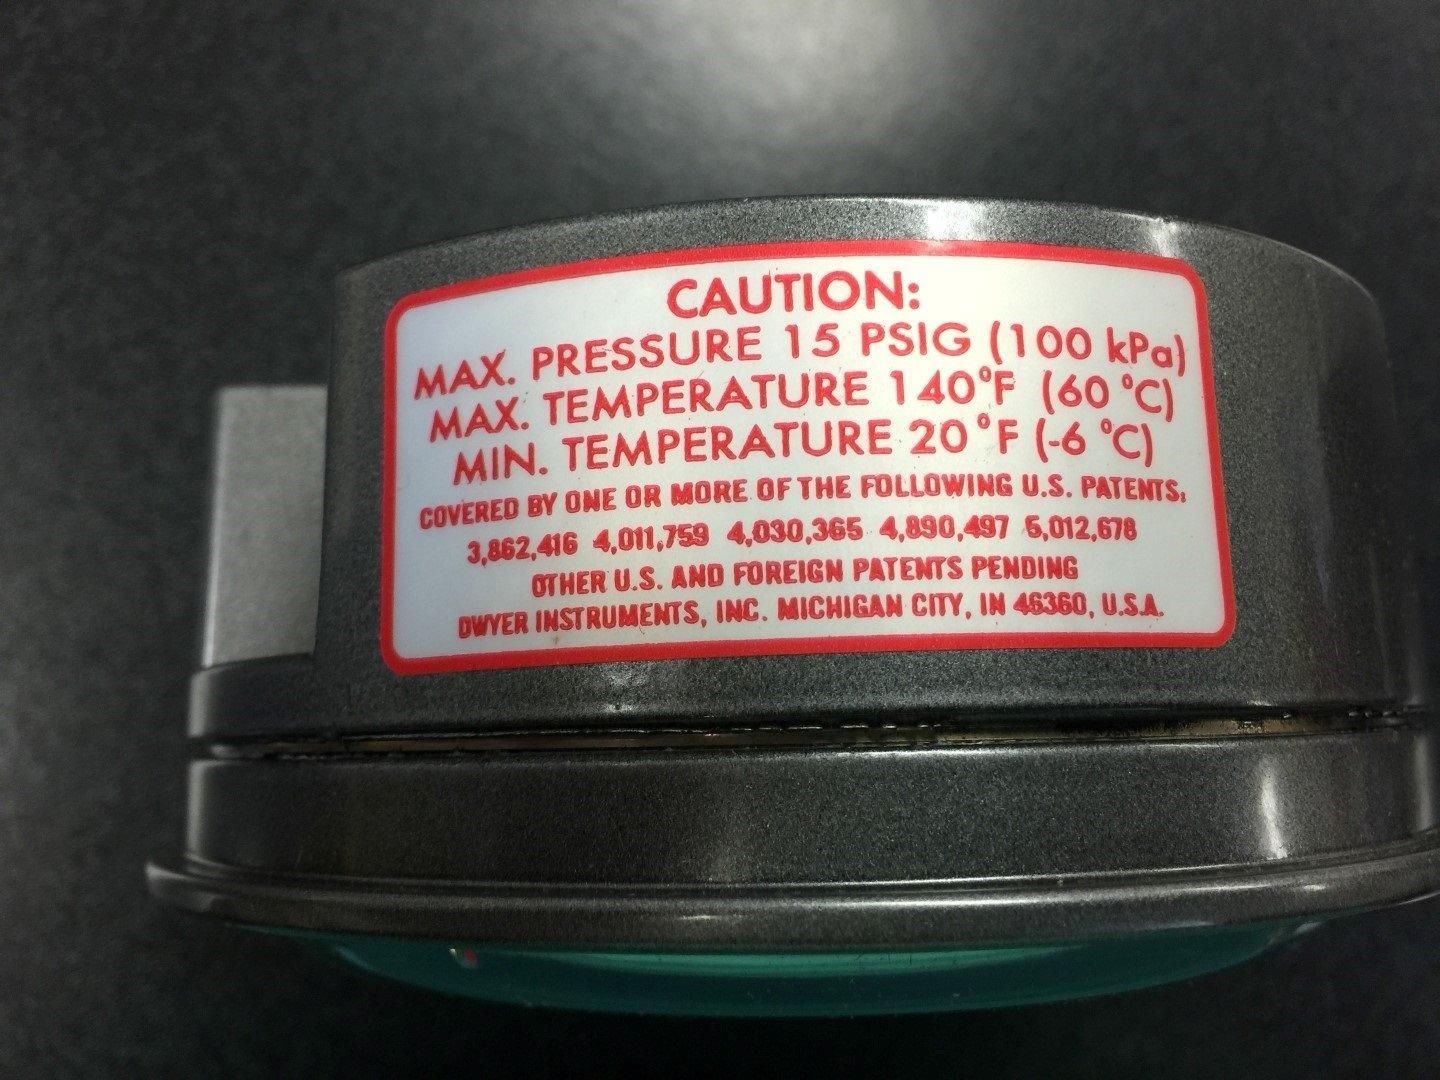 CAUTION:
MAX. PRESSURE 15 PSIG (100 kPa)
MAX. TEMPERATURE 140°F (60 °C)
MIN. TEMPERATURE 20°F (-6 °C)
COVERED BY ONE OR MORE OF THE FOLLOWING U.S. PATENTS,
3,862,416 4,011,759 4,030,365 4,890,497 5,012,678
OTHER U.S. AND FOREIGN PATENTS PENDING
DWYER INSTRUMENTS, INC. MICHIGAN CITY, IN 46360, U.S.A.